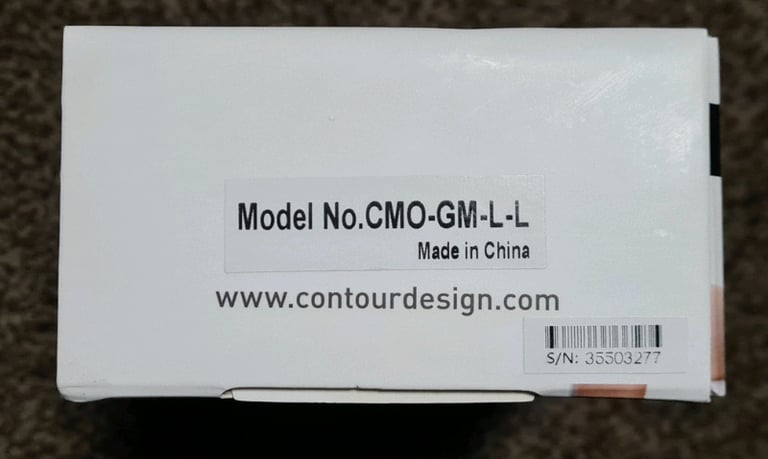 Model No.CMO-GM-L-L
Made in China
www.contourdesign.com
S/N: 35503277